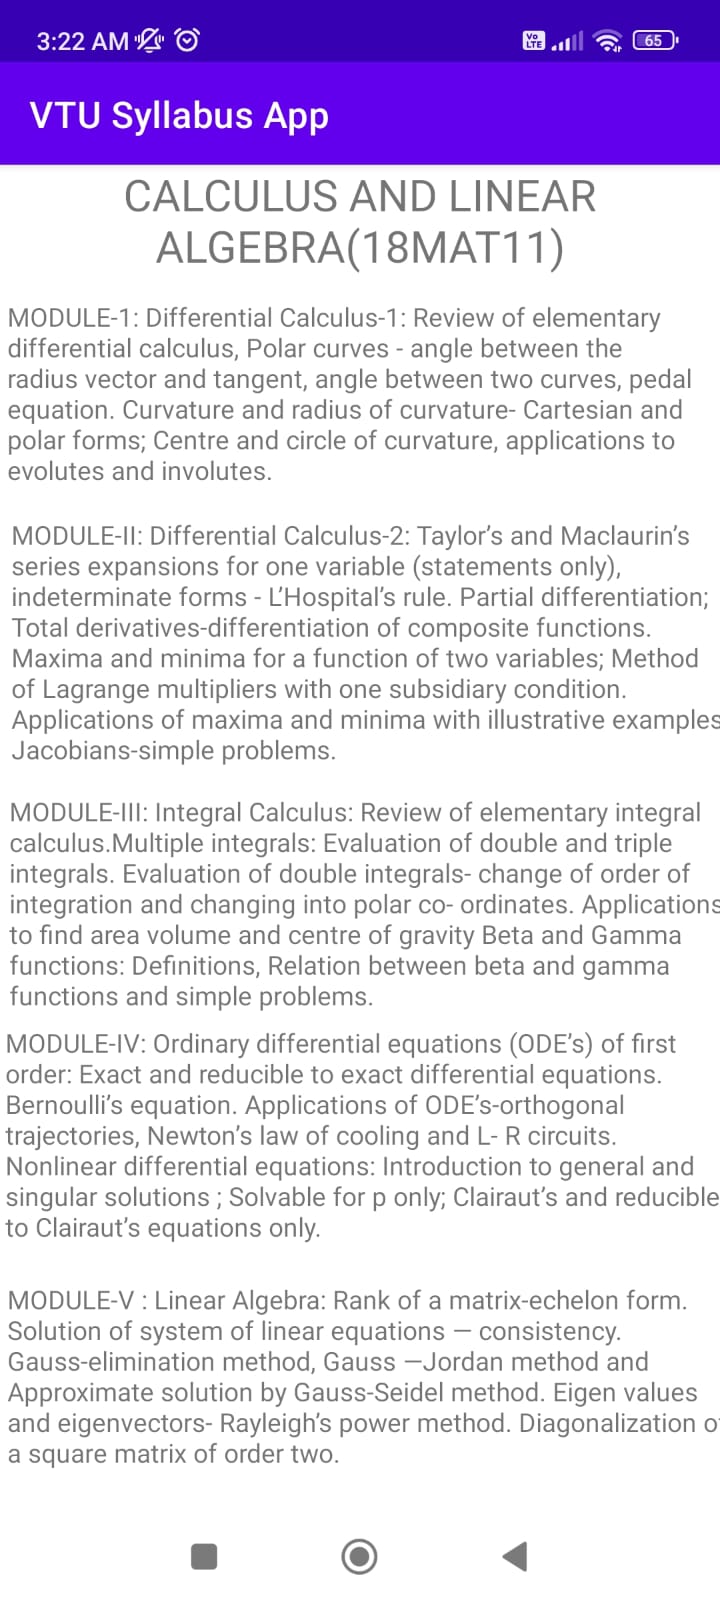 3:22 AM
Vo LTE
65
VTU Syllabus App
CALCULUS AND LINEAR
ALGEBRA(18MAT11)
MODULE-1: Differential Calculus-1: Review of elementary
differential calculus, Polar curves - angle between the
radius vector and tangent, angle between two curves, pedal
equation. Curvature and radius of curvature- Cartesian and
polar forms; Centre and circle of curvature, applications to
evolutes and involutes.
MODULE-II: Differential Calculus-2: Taylor’s and Maclaurin’s
series expansions for one variable (statements only),
indeterminate forms - L’Hospital’s rule. Partial differentiation;
Total derivatives-differentiation of composite functions.
Maxima and minima for a function of two variables; Method
of Lagrange multipliers with one subsidiary condition.
Applications of maxima and minima with illustrative examples
Jacobians-simple problems.
MODULE-III: Integral Calculus: Review of elementary integral
calculus.Multiple integrals: Evaluation of double and triple
integrals. Evaluation of double integrals- change of order of
integration and changing into polar co- ordinates. Applications
to find area volume and centre of gravity Beta and Gamma
functions: Definitions, Relation between beta and gamma
functions and simple problems.
MODULE-IV: Ordinary differential equations (ODE’s) of first
order: Exact and reducible to exact differential equations.
Bernoulli’s equation. Applications of ODE’s-orthogonal
trajectories, Newton’s law of cooling and L- R circuits.
Nonlinear differential equations: Introduction to general and
singular solutions ; Solvable for p only; Clairaut’s and reducible
to Clairaut’s equations only.
MODULE-V : Linear Algebra: Rank of a matrix-echelon form.
Solution of system of linear equations — consistency.
Gauss-elimination method, Gauss —Jordan method and
Approximate solution by Gauss-Seidel method. Eigen values
and eigenvectors- Rayleigh’s power method. Diagonalization of
a square matrix of order two.